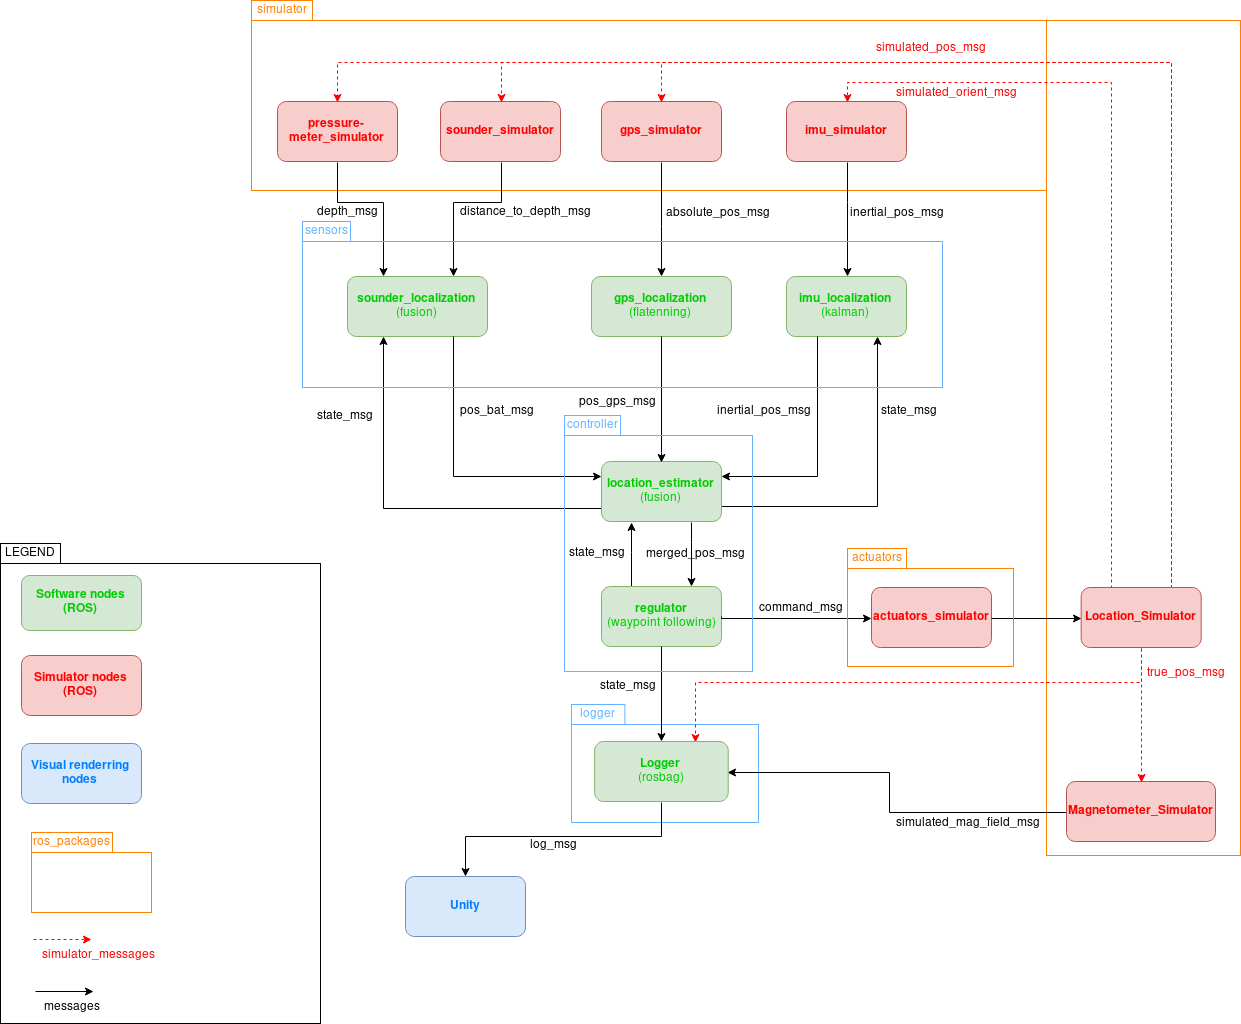 simulator
simulated_pos_msg
simulated_orient_msg
pressure-
meter_simulator
sounder_simulator
gps_simulator
imu_simulator
depth_msg
distance_to_depth_msg
absolute_pos_msg
inertial_pos_msg
sensors
sounder_localization
(fusion)
gps_localization
(flatenning)
imu_localization
(kalman)
state_msg
pos_bat_msg
pos_gps_msg
inertial_pos_msg
state_msg
controller
location_estimator
(fusion)
state_msg
merged_pos_msg
regulator
(waypoint following)
command_msg
actuators
actuators_simulator
Location_Simulator
state_msg
true_pos_msg
logger
Logger
(rosbag)
Magnetometer_Simulator
simulated_mag_field_msg
log_msg
Unity
LEGEND
Software nodes
(ROS)
Simulator nodes
(ROS)
Visual renderring
nodes
ros_packages
simulator_messages
messages